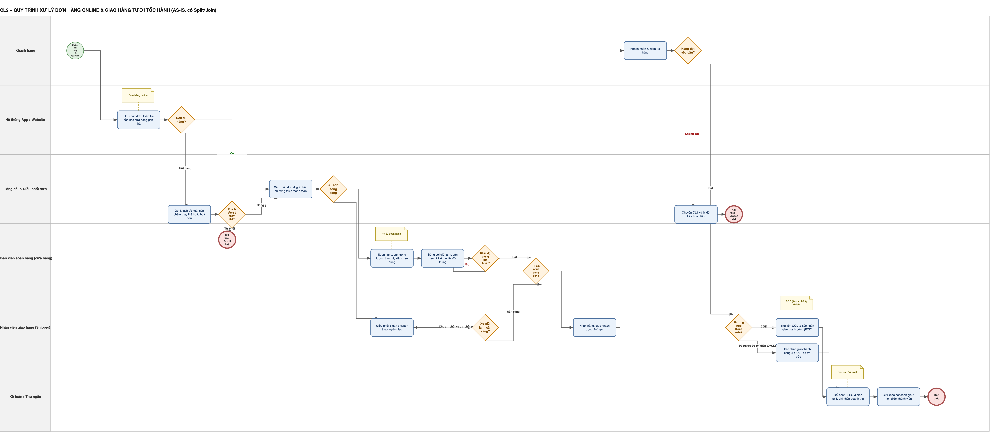 CL2 – QUY TRÌNH XỬ LÝ ĐƠN HÀNG ONLINE & GIAO HÀNG TƯƠI TỐC HÀNH (AS-IS, có Split/Join)
Khách hàng
Khách
đặt
hàng
trên
App/Web
Khách nhận & kiểm tra
hàng
Hàng đạt
yêu cầu?
Hệ thống App / Website
Đơn hàng online
Ghi nhận đơn, kiểm tra
tồn kho cửa hàng gần
nhất
Còn đủ
hàng?
Không đạt
Có
Tổng đài & Điều phối đơn
Hết hàng
Xác nhận đơn & ghi nhận
phương thức thanh toán
+ Tách
song
song
Đạt
Gọi khách đề xuất sản
phẩm thay thế hoặc huỷ
đơn
Khách
đồng ý
thay
thế?
Đồng ý
Chuyển CL4 xử lý đổi
trả / hoàn tiền
Kết
thúc –
Chuyển
CL4
Từ chối
Kết
thúc –
Đơn bị
huỷ
hân viên soạn hàng (cửa hàng)
Phiếu soạn hàng
Soạn hàng, cân trọng
lượng thực tế, kiểm hạn
dùng
Đóng gói giữ lạnh, dán
tem & kiểm nhiệt độ
thùng
lại)
Nhiệt độ
thùng
đạt
chuẩn?
Đạt
+ Hợp
nhất
song
song
Nhân viên giao hàng (Shipper)
Sẵn sàng
Điều phối & gán shipper
theo tuyến giao
Chưa – chờ xe dự phòng
Xe giữ
lạnh sẵn
sàng?
Nhận hàng, giao khách
trong 2–4 giờ
Phương
thức
thanh
toán?
COD
POD (ảnh + chữ ký
khách)
Thu tiền COD & xác nhận
giao thành công (POD)
Đã trả trước (ví điện tử/CK)
Xác nhận giao thành
công (POD) – đã trả
trước
Kế toán / Thu ngân
Báo cáo đối soát
Đối soát COD, ví điện
tử & ghi nhận doanh thu
Gửi khảo sát đánh giá &
tích điểm thành viên
Kết
thúc